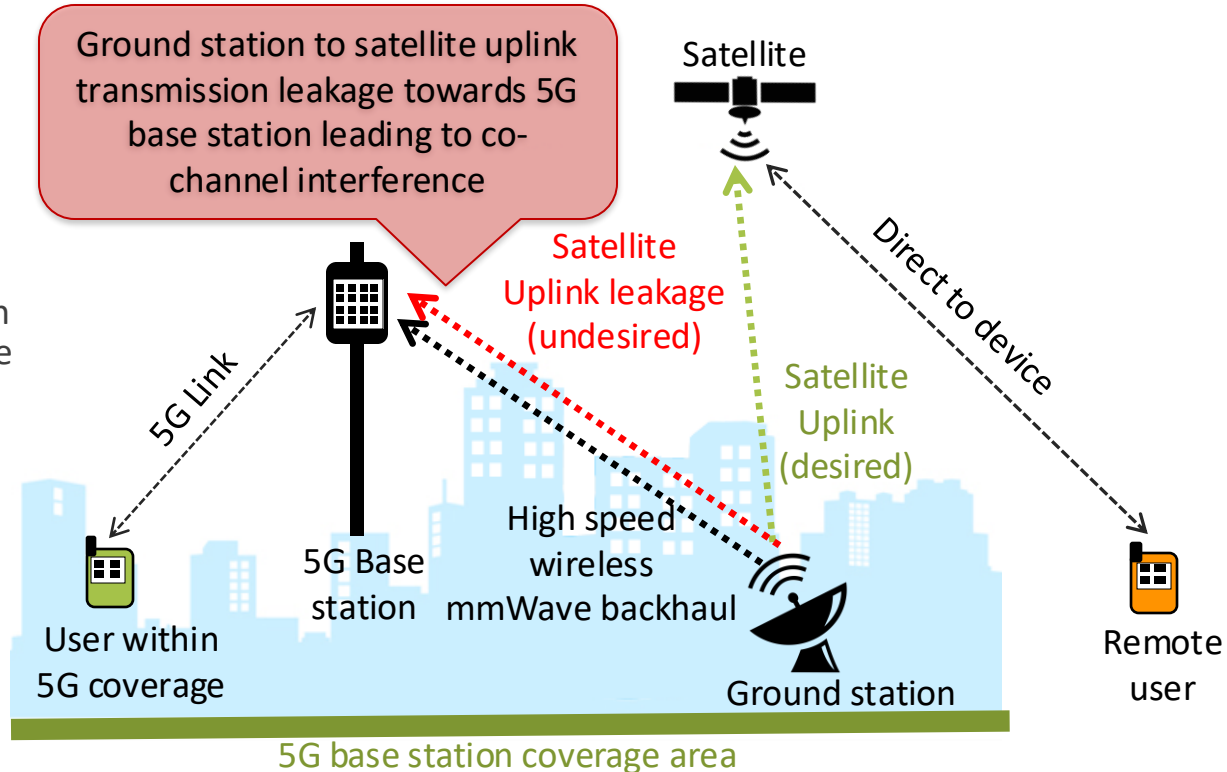 Ground station to satellite uplink
transmission leakage towards 5G
base station leading to co-
channel interference
Satellite
Satellite
Uplink leakage
(undesired)
Direct to device
5G Link
Satellite
Uplink
(desired)
High speed
wireless
mmWave backhaul
5G Base
station
User within
5G coverage
Ground station
Remote
user
5G base station coverage area